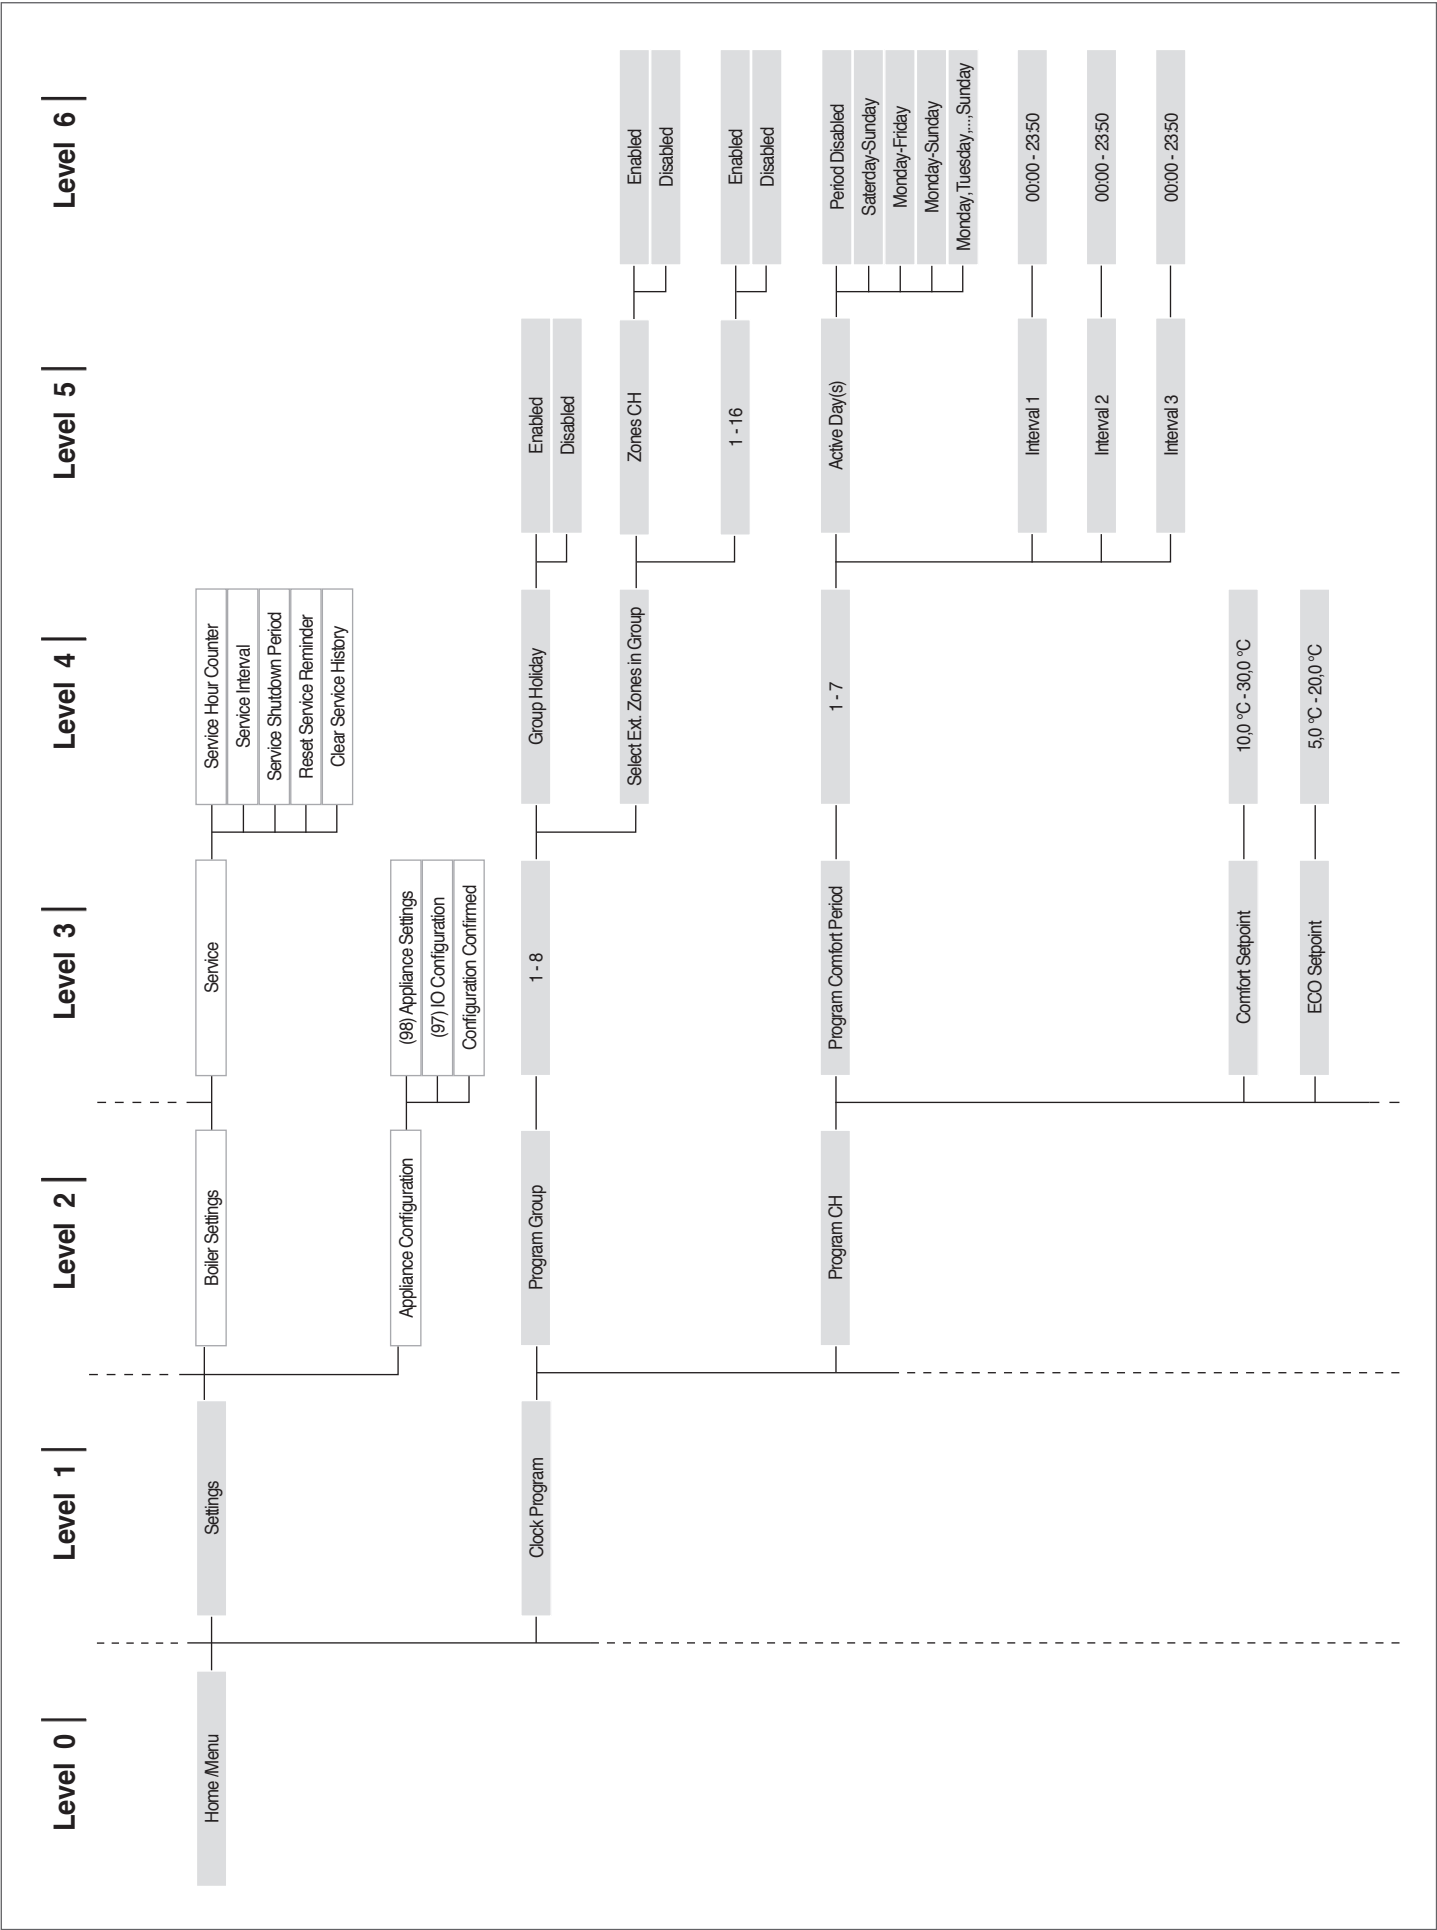 Level 0
Level 1
Level 2
Level 3
Level 4
Level 5
Level 6
Home /Menu
Settings
Boiler Settings
Service
Service Hour Counter
Service Interval
Service Shutdown Period
Reset Service Reminder
Clear Service History
Appliance Configuration
(98) Appliance Settings
(97) IO Configuration
Configuration Confirmed
Clock Program
Program Group
1 - 8
Group Holiday
Enabled
Disabled
Select Ext. Zones in Group
Zones CH
Enabled
Disabled
1 - 16
Enabled
Disabled
Program CH
Program Comfort Period
1 - 7
Active Day(s)
Period Disabled
Saterday-Sunday
Monday-Friday
Monday-Sunday
Monday,Tuesday,...,Sunday
Interval 1
00:00 - 23:50
Interval 2
00:00 - 23:50
Interval 3
00:00 - 23:50
Comfort Setpoint
10,0 °C - 30,0 °C
ECO Setpoint
5,0 °C - 20,0 °C